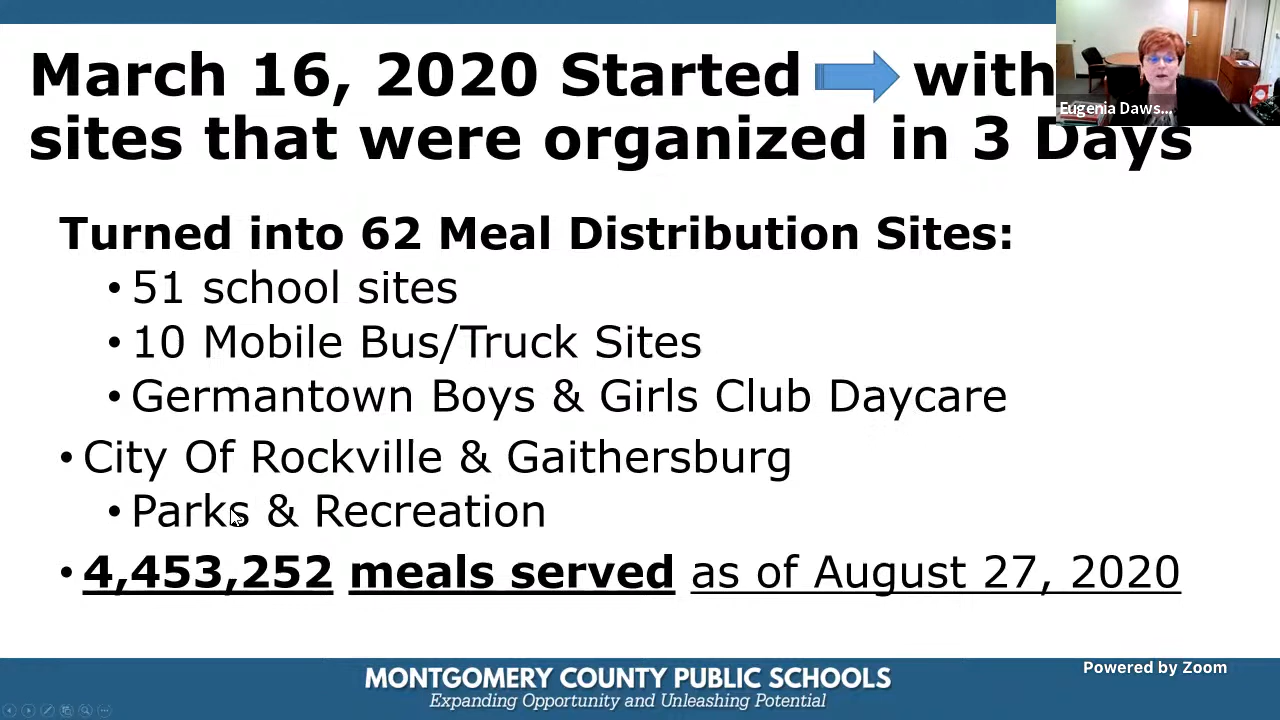 March 16, 2020 Started with
sites that were organized in 3 Days
Eugenia Daws...
Turned into 62 Meal Distribution Sites:
• 51 school sites
• 10 Mobile Bus/Truck Sites
• Germantown Boys & Girls Club Daycare
• City Of Rockville & Gaithersburg
• Parks & Recreation
• 4,453,252 meals served as of August 27, 2020
MONTGOMERY COUNTY PUBLIC SCHOOLS
Expanding Opportunity and Unleashing Potential
Powered by Zoom